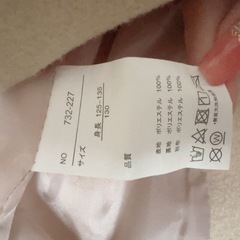 NO 732-227
サイズ 身長 125-135
130
品質
表地 ポリエステル 100%
裏地 ポリエステル 100%
別布 ポリエステル 100%